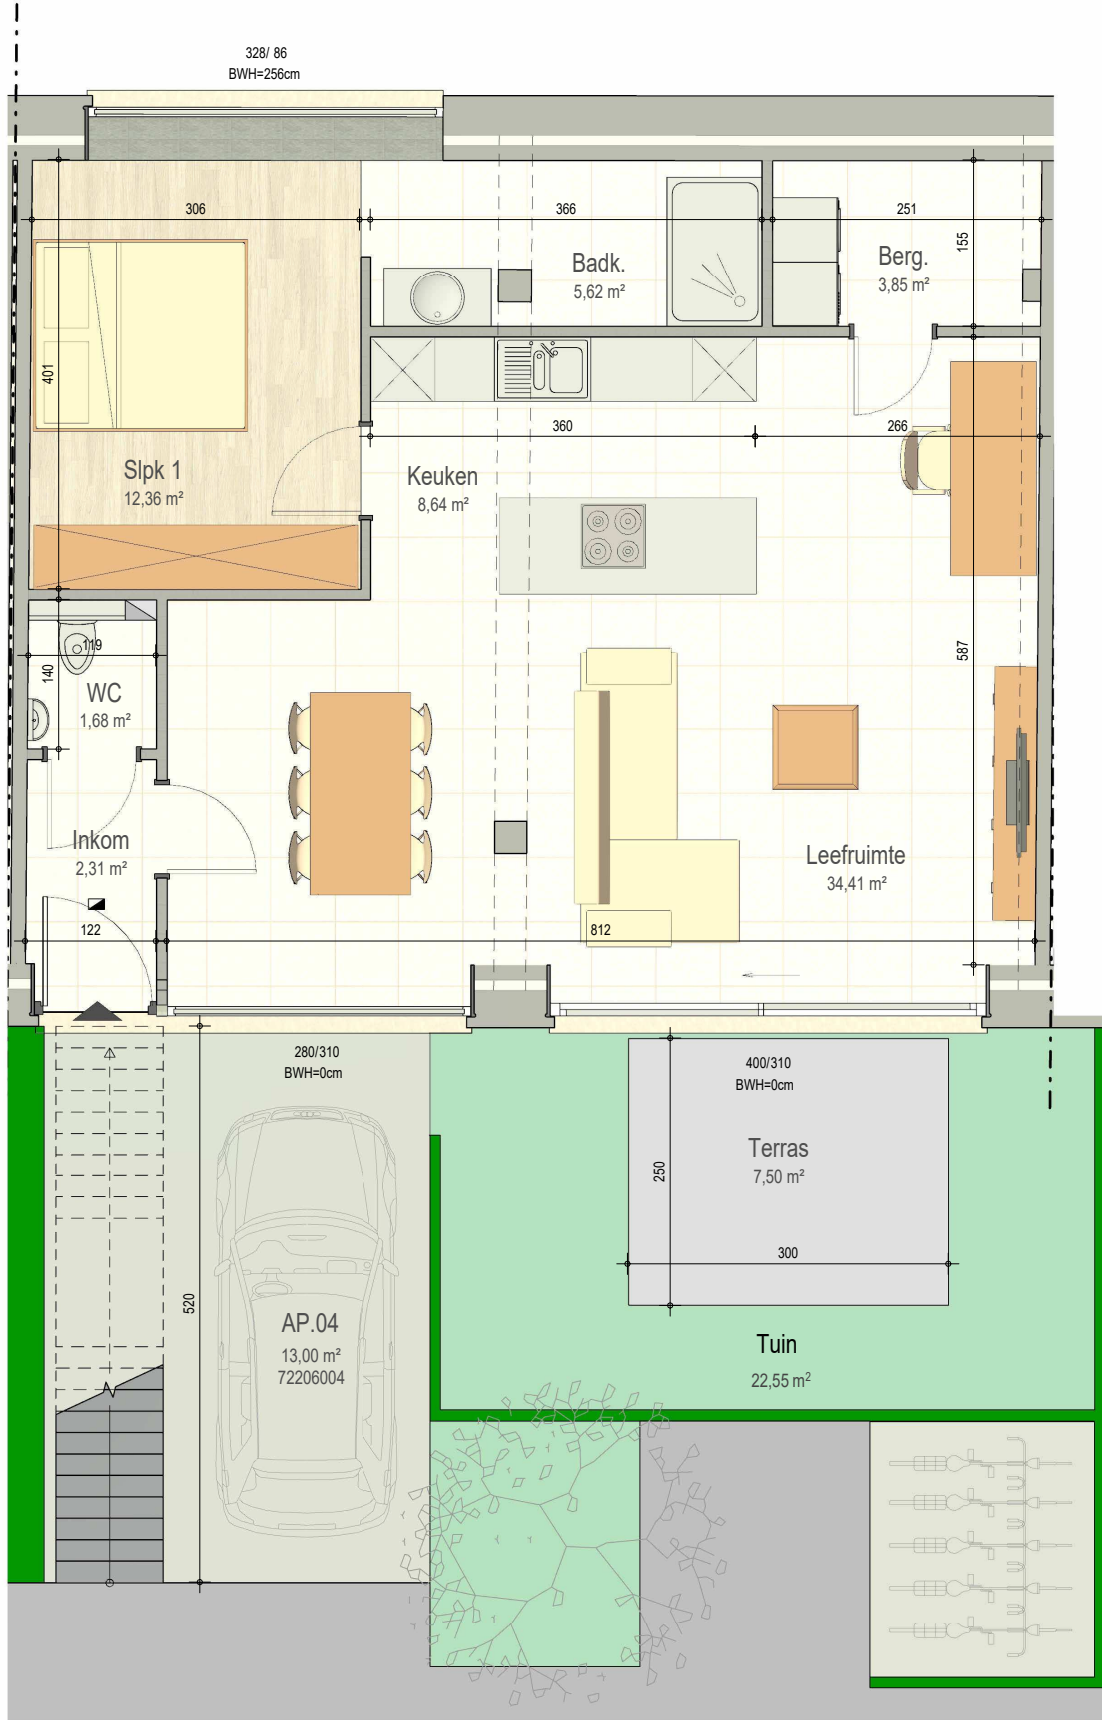 328/ 86
BWH=256cm
306
366
251
155
Badk.
5,62 m²
Berg.
3,85 m²
401
360
266
Slpk 1
12,36 m²
Keuken
8,64 m²
119
140
587
WC
1,68 m²
Inkom
2,31 m²
Leefruimte
34,41 m²
122
812
280/310
BWH=0cm
400/310
BWH=0cm
Terras
7,50 m²
250
300
520
AP.04
13,00 m²
72206004
Tuin
22,55 m²